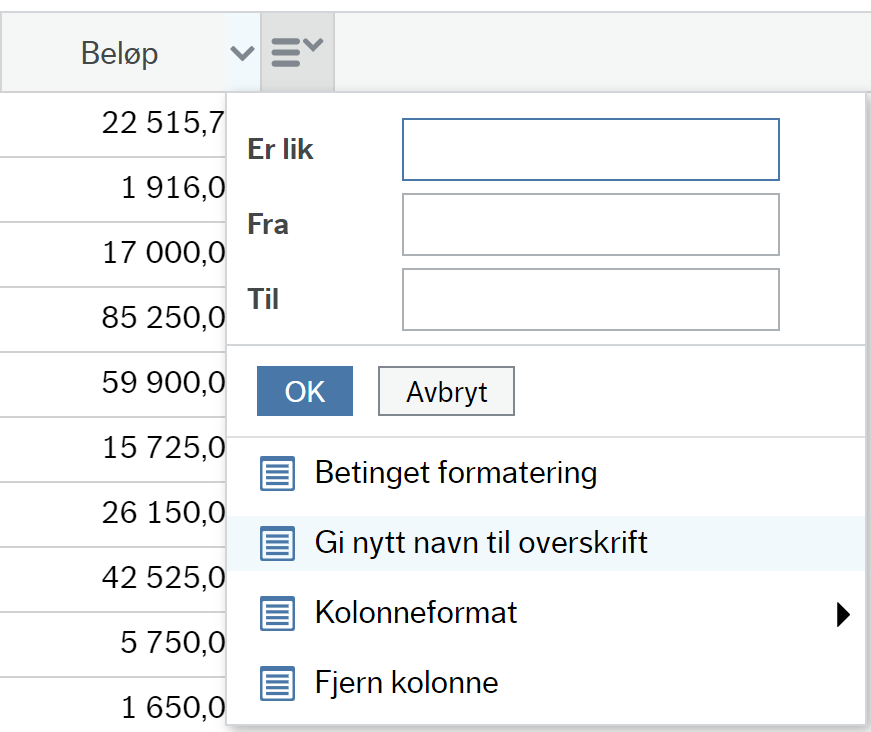 Beløp
22 515,7
1 916,0
17 000,0
85 250,0
59 900,0
15 725,0
26 150,0
42 525,0
5 750,0
1 650,0
Er lik
Fra
Til
OK Avbryt
Betinget formatering
Gi nytt navn til overskrift
Kolonneformat
Fjern kolonne